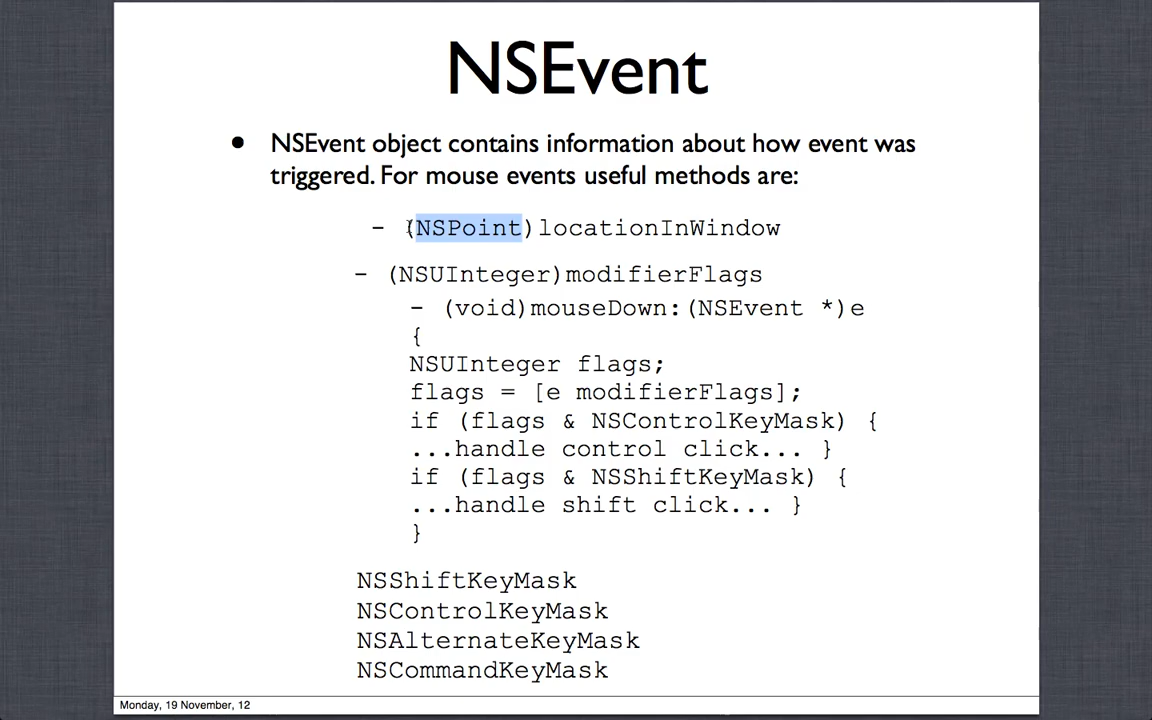 NSEvent
• NSEvent object contains information about how event was
triggered. For mouse events useful methods are:
- (NSPoint)locationInWindow
- (NSUInteger)modifierFlags
- (void)mouseDown:(NSEvent *)e
{
NSUInteger flags;
flags = [e modifierFlags];
if (flags & NSControlKeyMask) {
...handle control click... }
if (flags & NSShiftKeyMask) {
...handle shift click... }
}
NSShiftKeyMask
NSControlKeyMask
NSAlternateKeyMask
NSCommandKeyMask
Monday, 19 November, 12